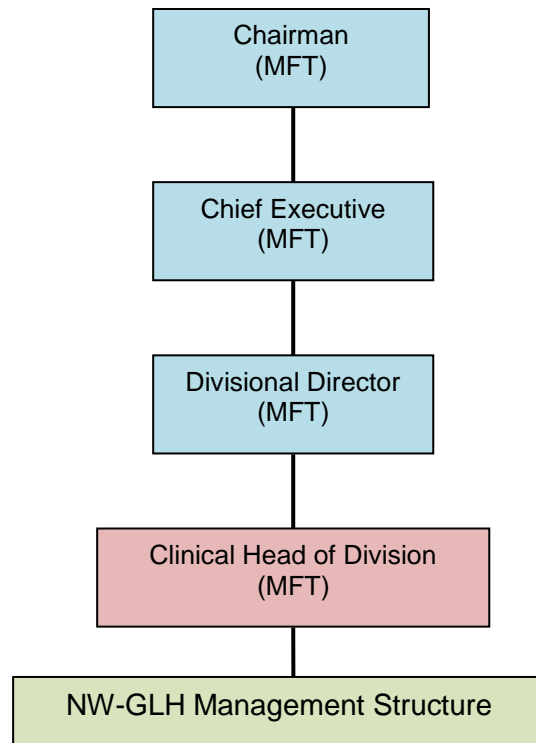 Chairman
(MFT)
Chief Executive
(MFT)
Divisional Director
(MFT)
Clinical Head of Division
(MFT)
NW-GLH Management Structure